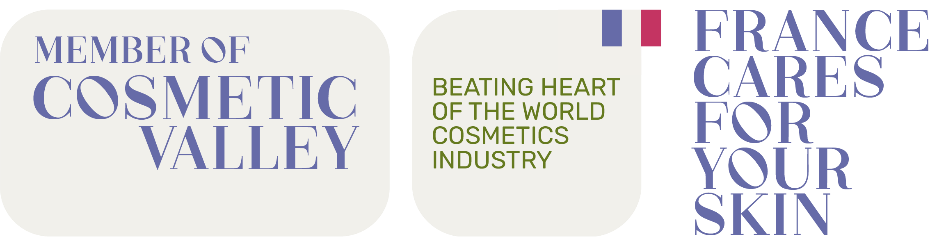 MEMBER OF
COSMETIC
VALLEY
BEATING HEART
OF THE WORLD
COSMETICS
INDUSTRY
FRANCE
CARES
FOR
YOUR
SKIN